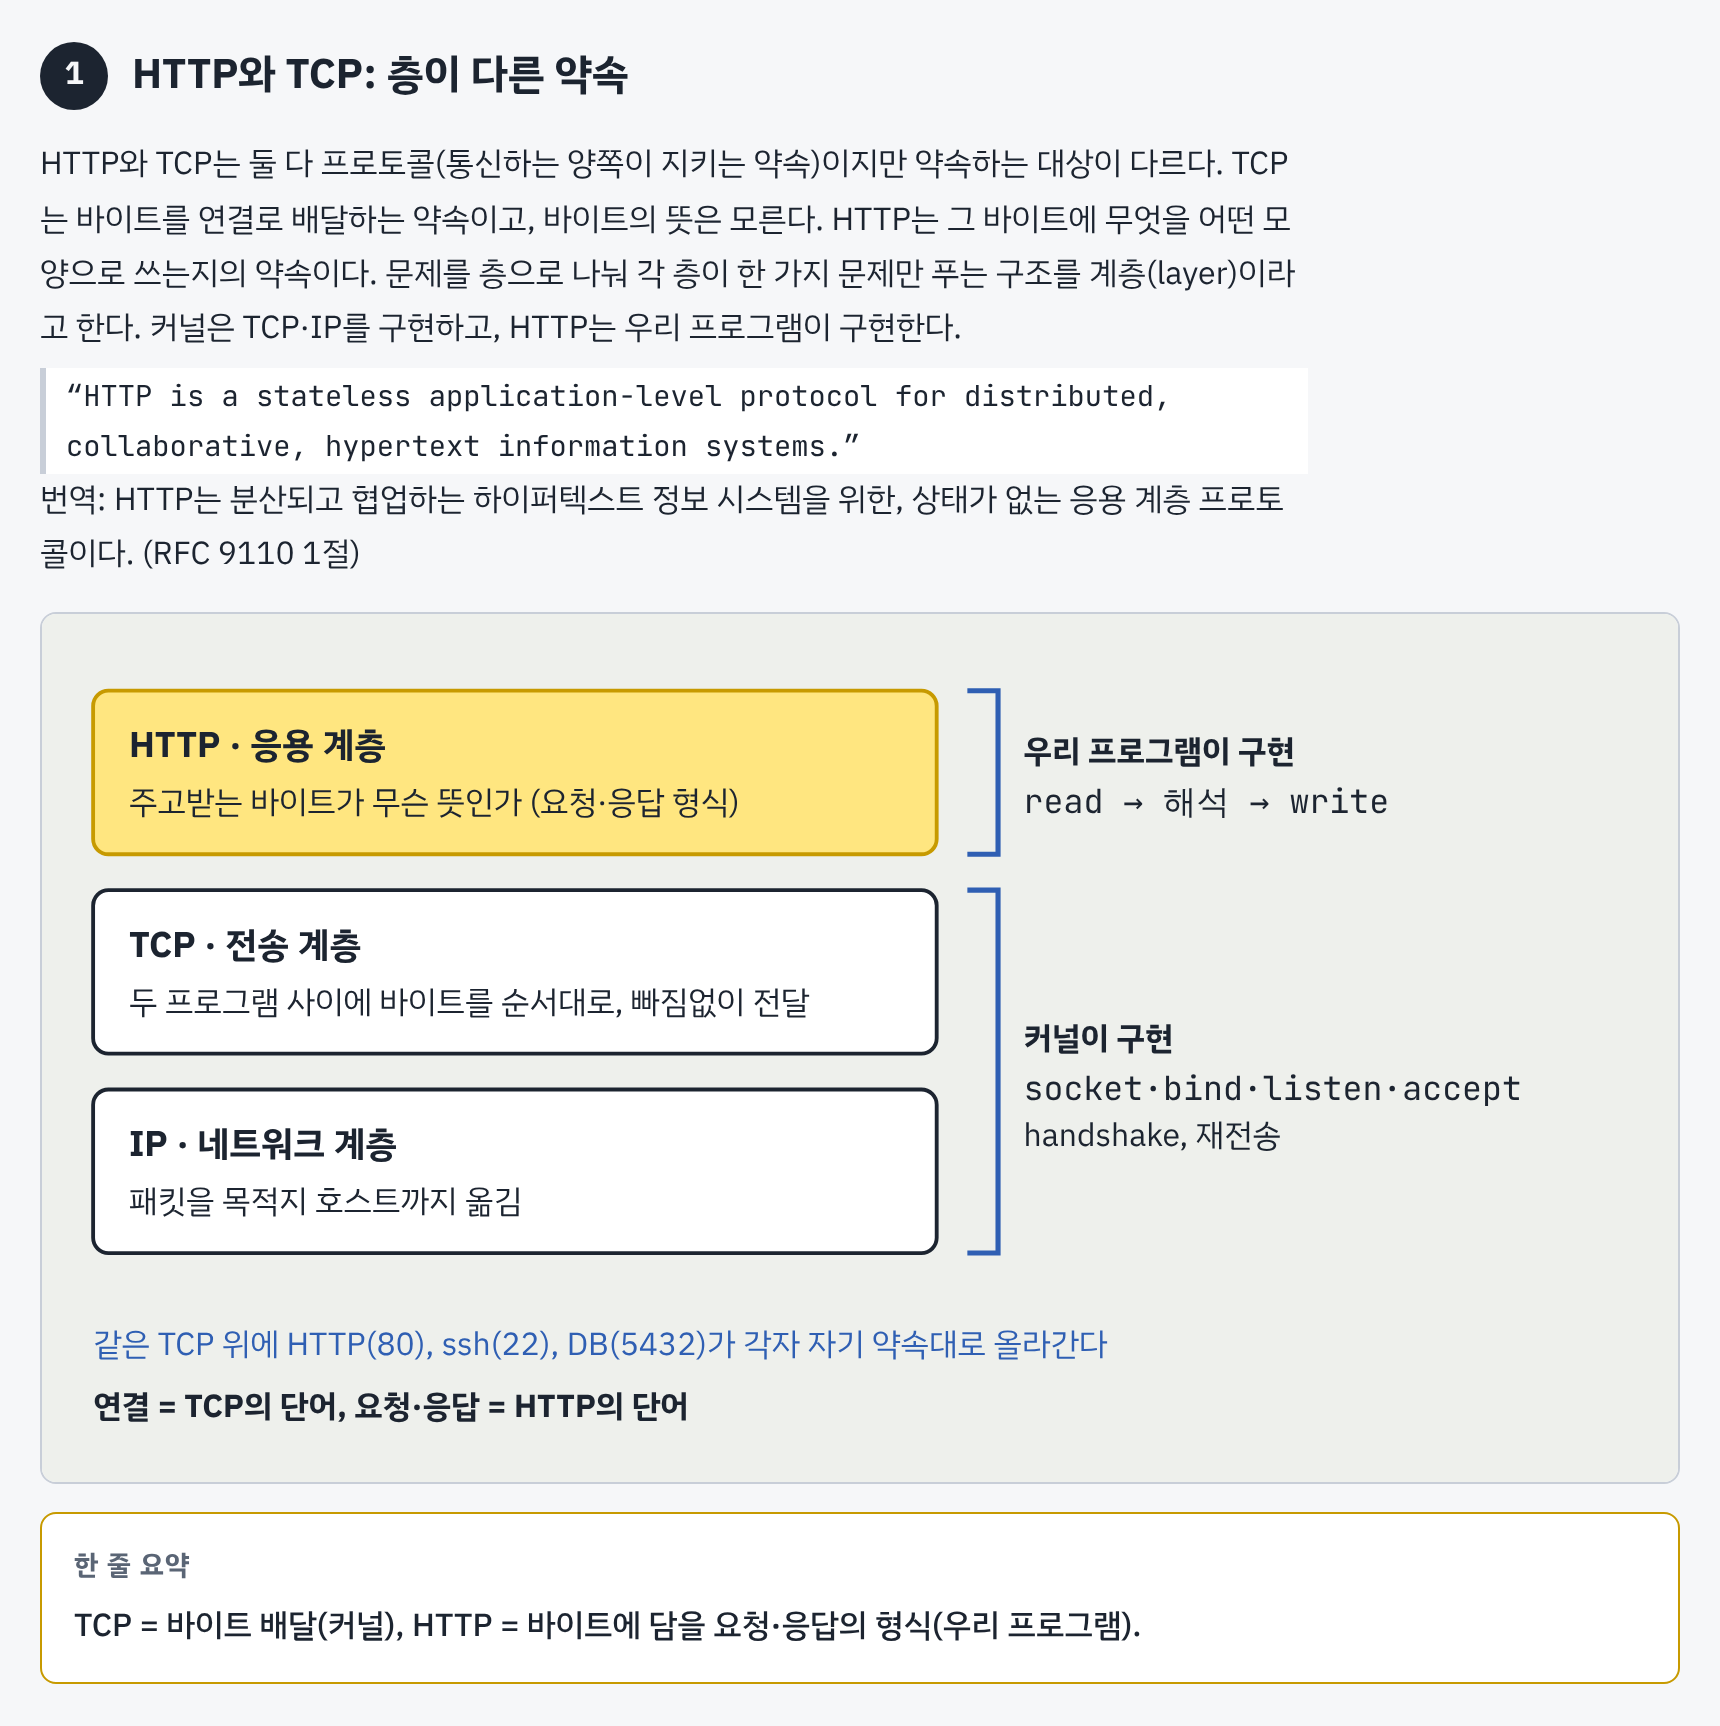 1
HTTP와 TCP: 층이 다른 약속
HTTP와 TCP는 둘 다 프로토콜(통신하는 양쪽이 지키는 약속)이지만 약속하는 대상이 다르다. TCP
는 바이트를 연결로 배달하는 약속이고, 바이트의 뜻은 모른다. HTTP는 그 바이트에 무엇을 어떤 모
양으로 쓰는지의 약속이다. 문제를 층으로 나눠 각 층이 한 가지 문제만 푸는 구조를 계층(layer)이라
고 한다. 커널은 TCP·IP를 구현하고, HTTP는 우리 프로그램이 구현한다.
“HTTP is a stateless application-level protocol for distributed,
collaborative, hypertext information systems.”
번역: HTTP는 분산되고 협업하는 하이퍼텍스트 정보 시스템을 위한, 상태가 없는 응용 계층 프로토
콜이다. (RFC 9110 1절)
HTTP · 응용 계층
주고받는 바이트가 무슨 뜻인가 (요청·응답 형식)
우리 프로그램이 구현
read → 해석 → write
TCP · 전송 계층
두 프로그램 사이에 바이트를 순서대로, 빠짐없이 전달
IP · 네트워크 계층
패킷을 목적지 호스트까지 옮김
커널이 구현
socket·bind·listen·accept
handshake, 재전송
같은 TCP 위에 HTTP(80), ssh(22), DB(5432)가 각자 자기 약속대로 올라간다
연결 = TCP의 단어, 요청·응답 = HTTP의 단어
한 줄 요약
TCP = 바이트 배달(커널), HTTP = 바이트에 담을 요청·응답의 형식(우리 프로그램).